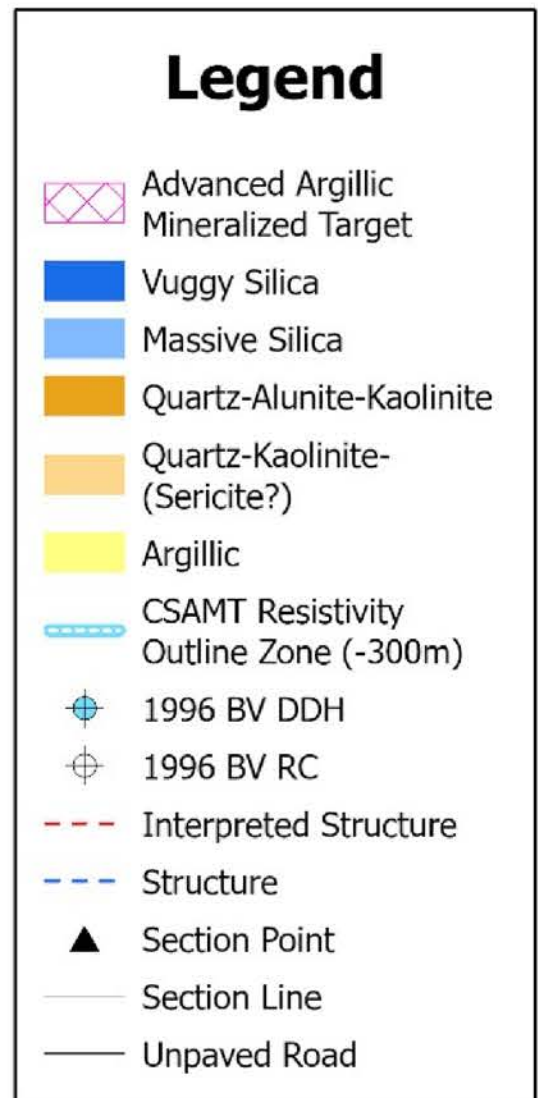 Legend
Advanced Argillic
Mineralized Target
Vuggy Silica
Massive Silica
Quartz-Alunite-Kaolinite
Quartz-Kaolinite-
(Sericite?)
Argillic
CSAMT Resistivity
Outline Zone (-300m)
1996 BV DDH
1996 BV RC
Interpreted Structure
Structure
Section Point
Section Line
Unpaved Road